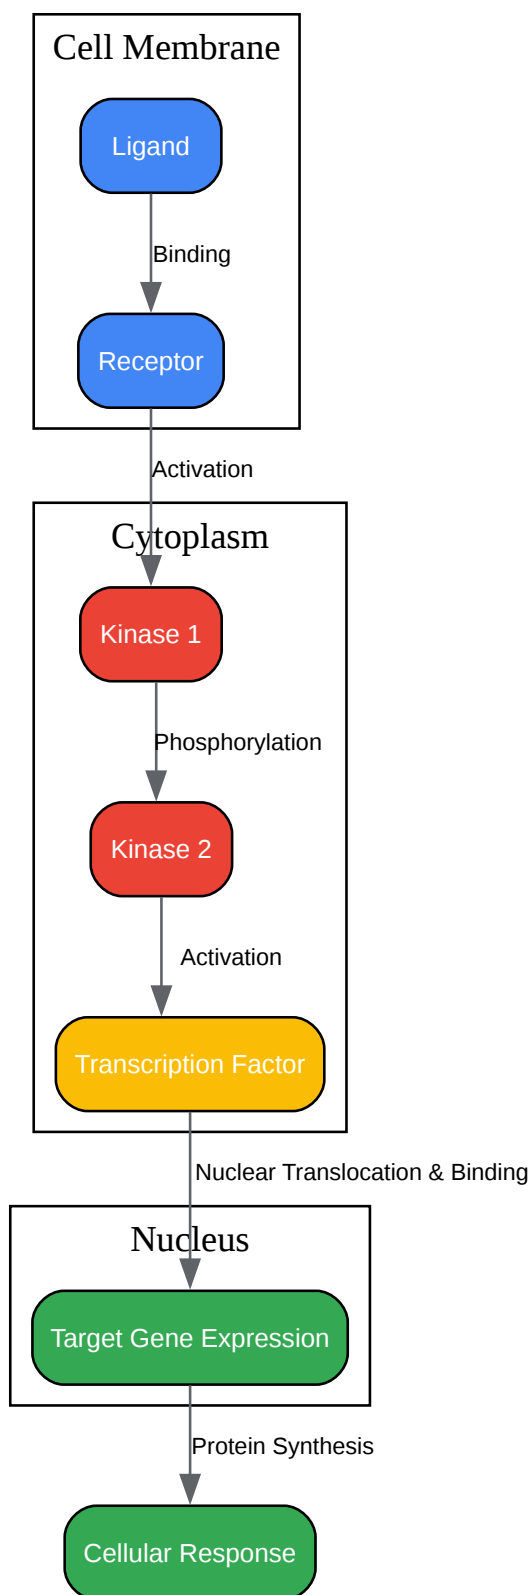 Cell Membrane
Ligand
Binding
Receptor
Activation
Cytoplasm
Kinase 1
Phosphorylation
Kinase 2
Activation
Transcription Factor
Nuclear Translocation & Binding
Nucleus
Target Gene Expression
Protein Synthesis
Cellular Response